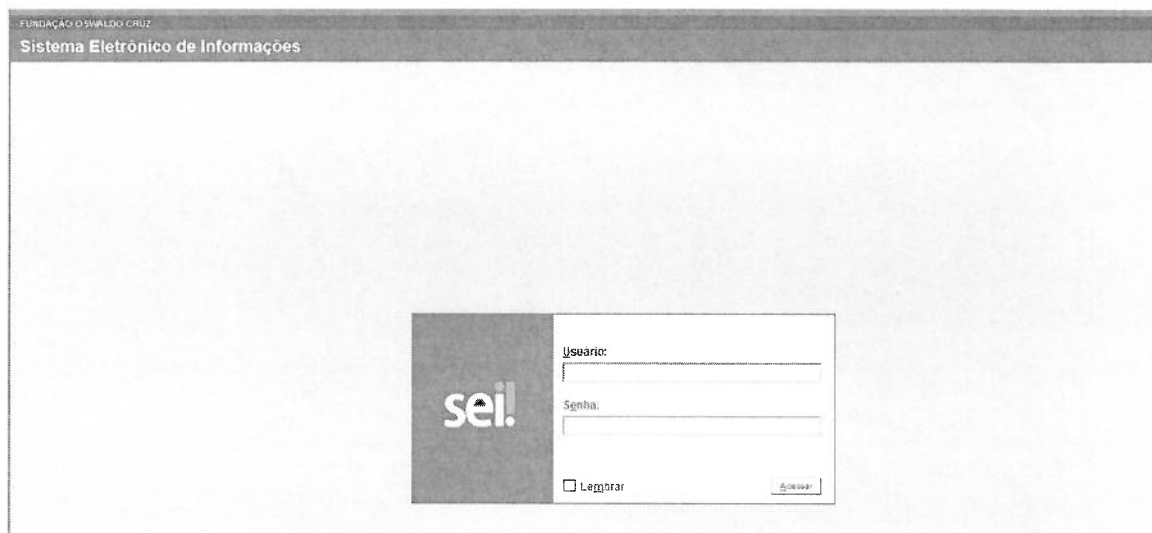 FUNDAÇÃO OSWALDO CRUZ
Sistema Eletrônico de Informações
sei!
Usuário:
Senha:
Lembrar
Acessar